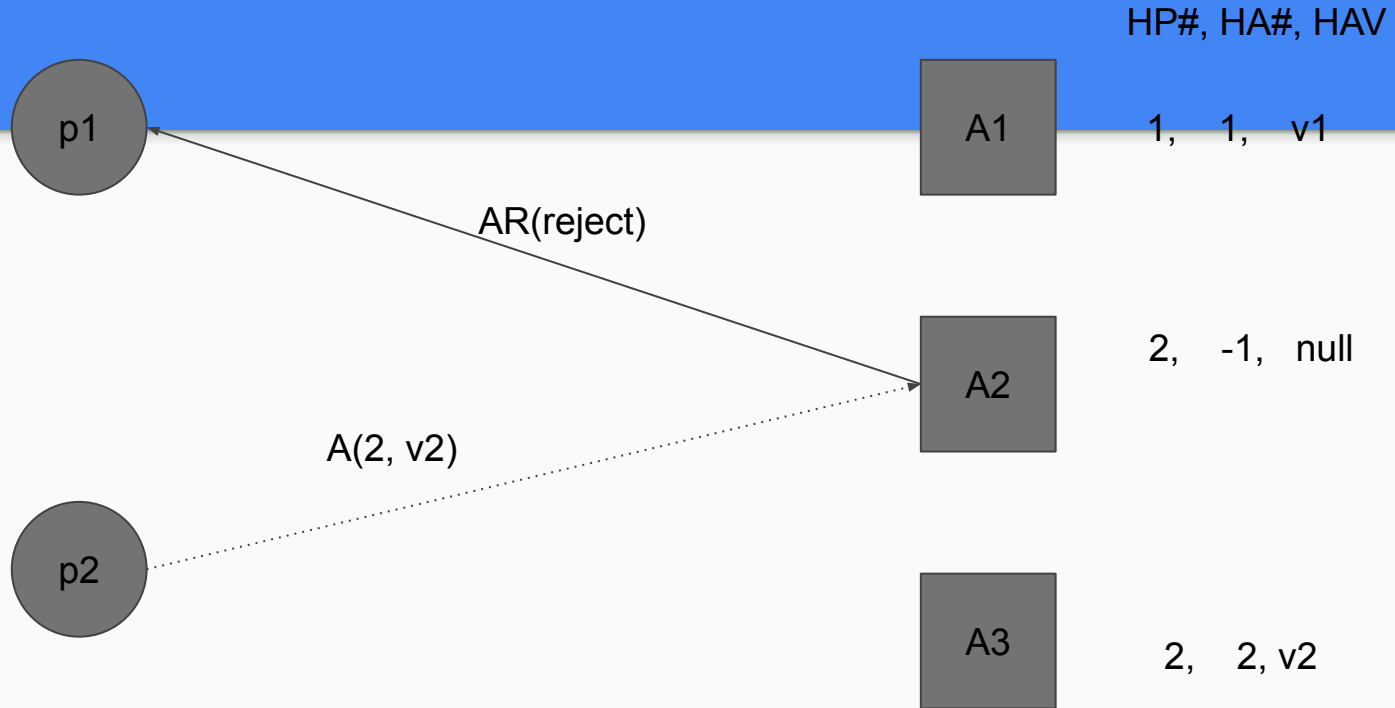 HP#, HA#, HAV
p1
A1
1, 1, v1
AR(reject)
2, -1, null
A2
A(2, v2)
p2
A3
2, 2, v2